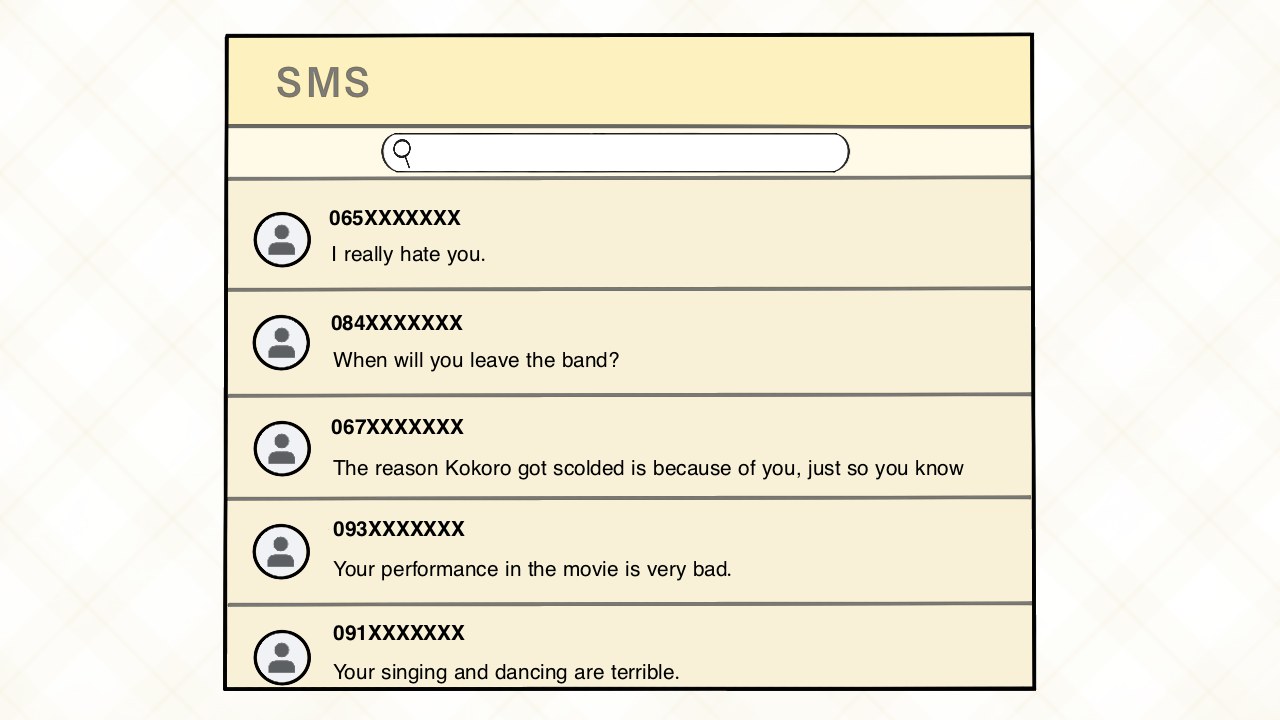 SMS
065XXXXXXX
I really hate you.
084XXXXXXX
When will you leave the band?
067XXXXXXX
The reason Kokoro got scolded is because of you, just so you know
093XXXXXXX
Your performance in the movie is very bad.
091XXXXXXX
Your singing and dancing are terrible.